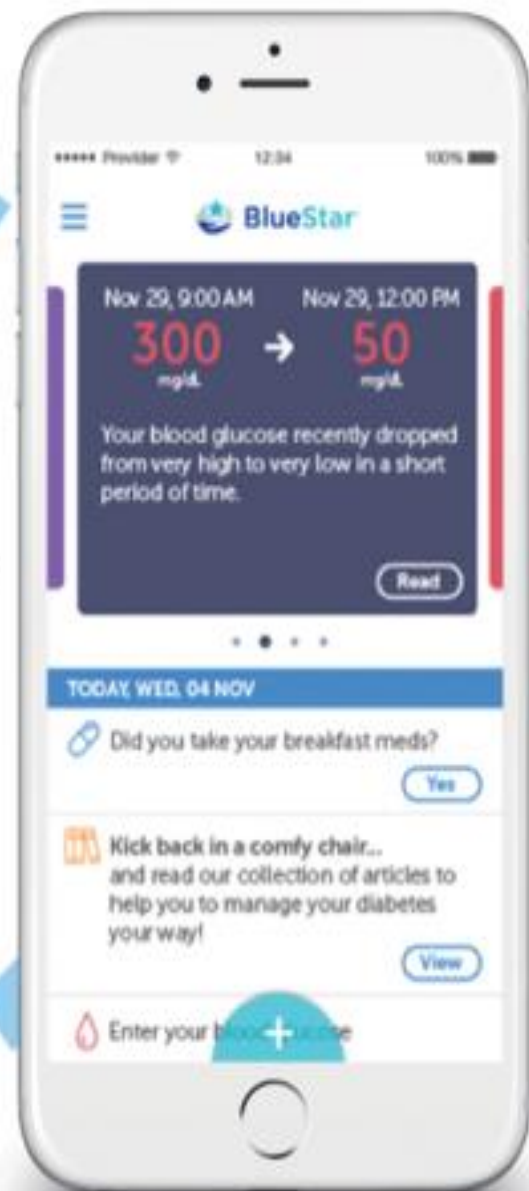 Provider 12:34 100%
BlueStar
Nov 29, 9:00 AM Nov 29, 12:00 PM
300 → 50
mg/dL mg/dL
Your blood glucose recently dropped
from very high to very low in a short
period of time.
Read
TODAY, WED, 04 NOV
Did you take your breakfast meds?
Yes
Kick back in a comfy chair...
and read our collection of articles to
help you to manage your diabetes
your way!
View
Enter your blood glucose
+